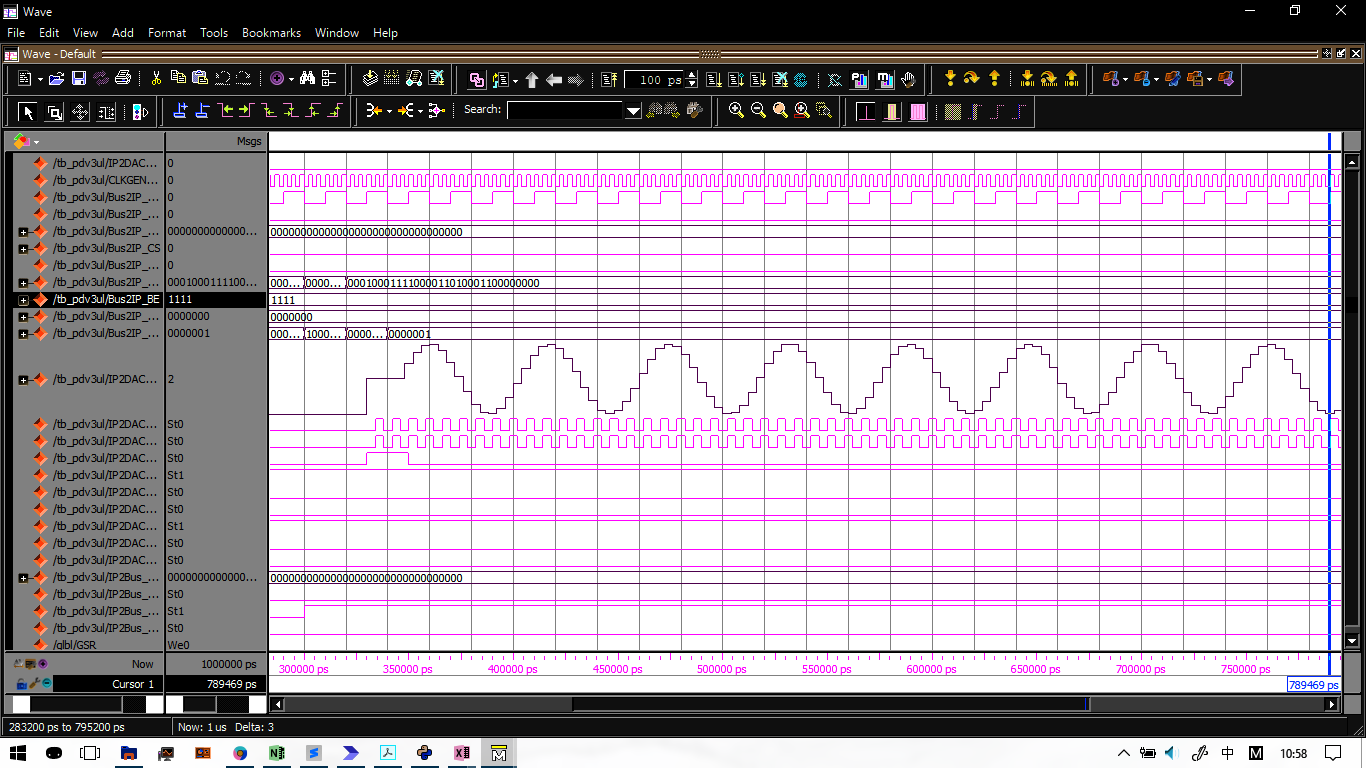 Wave
File Edit View Add Format Tools Bookmarks Window Help
Wave - Default
100 ps
Search:
Msgs
/tb_pdv3ul/IP2DAC... 0
/tb_pdv3ul/CLKGEN... 0
/tb_pdv3ul/Bus2IP_... 0
/tb_pdv3ul/Bus2IP_... 0
/tb_pdv3ul/Bus2IP_... 0000000000000... 00000000000000000000000000000000
/tb_pdv3ul/Bus2IP_CS 0
/tb_pdv3ul/Bus2IP_... 0
/tb_pdv3ul/Bus2IP_... 0001000111100... 000... 0000... 00010001111000011010001100000000
/tb_pdv3ul/Bus2IP_BE 1111 1111
/tb_pdv3ul/Bus2IP_... 0000000 0000000
/tb_pdv3ul/Bus2IP_... 0000001 000... 1000... 0000... 0000001
/tb_pdv3ul/IP2DAC... 2
/tb_pdv3ul/IP2DAC... St0
/tb_pdv3ul/IP2DAC... St0
/tb_pdv3ul/IP2DAC... St0
/tb_pdv3ul/IP2DAC... St1
/tb_pdv3ul/IP2DAC... St0
/tb_pdv3ul/IP2DAC... St1
/tb_pdv3ul/IP2DAC... St0
/tb_pdv3ul/IP2DAC... St0
/tb_pdv3ul/IP2Bus_... 0000000000000... 00000000000000000000000000000000
/tb_pdv3ul/IP2Bus_... St0
/tb_pdv3ul/IP2Bus_... St1
/tb_pdv3ul/IP2Bus_... St0
/glbl/GSR We0
Now 1000000 ps 300000 ps 350000 ps 400000 ps 450000 ps 500000 ps 550000 ps 600000 ps 650000 ps 700000 ps 750000 ps
Cursor 1 789469 ps 789469 ps
283200 ps to 795200 ps Now: 1 us Delta: 3
中 M 10:58